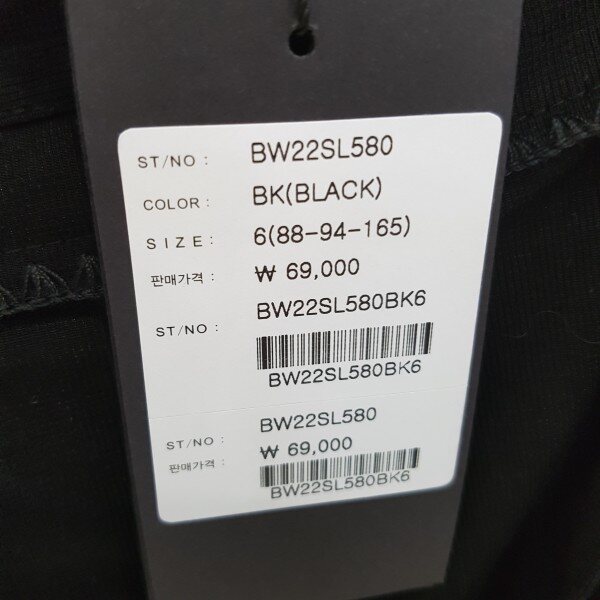 ST/NO : BW22SL580
COLOR : BK(BLACK)
SIZE : 6(88-94-165)
판매가격 : ₩ 69,000
ST/NO : BW22SL580BK6
BW22SL580BK6
ST/NO : BW22SL580
판매가격 : ₩ 69,000
BW22SL580BK6